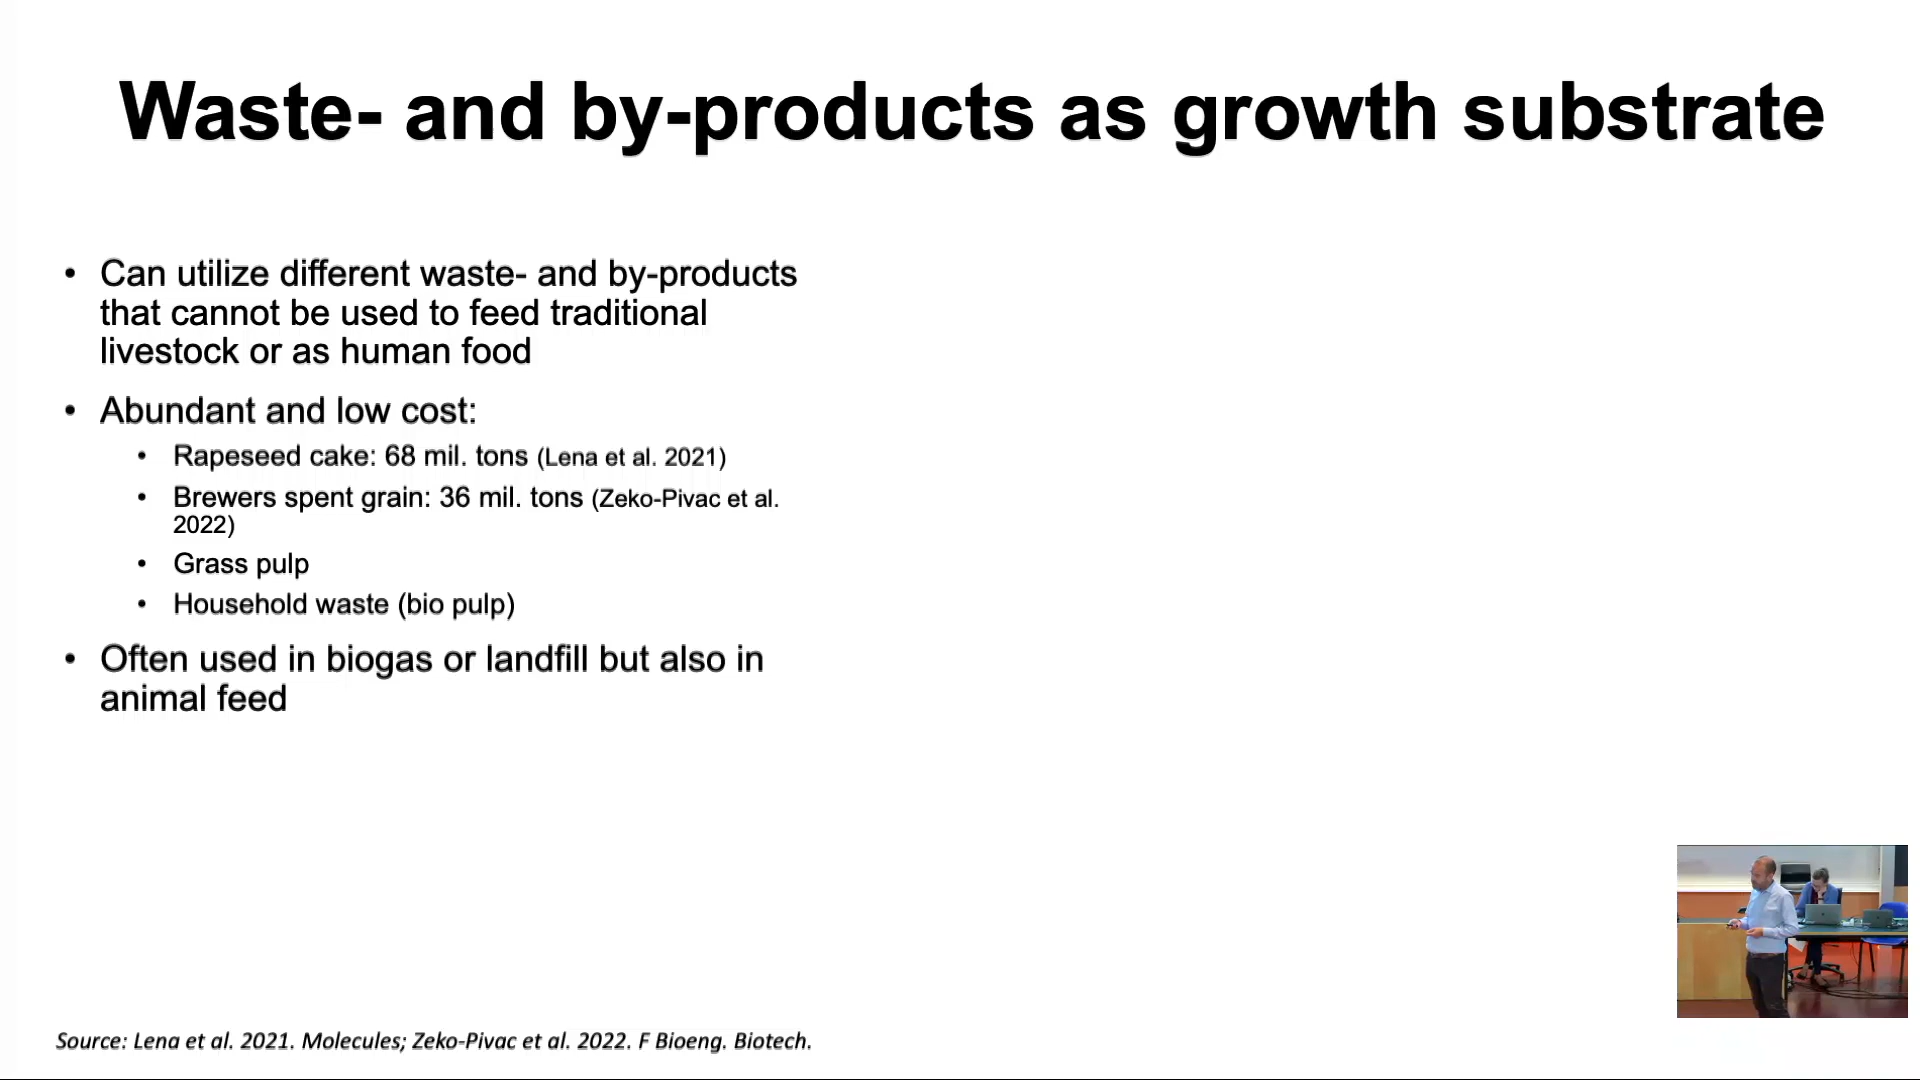 Waste- and by-products as growth substrate
• Can utilize different waste- and by-products
that cannot be used to feed traditional
livestock or as human food
• Abundant and low cost:
• Rapeseed cake: 68 mil. tons (Lena et al. 2021)
• Brewers spent grain: 36 mil. tons (Zeko-Pivac et al.
2022)
• Grass pulp
• Household waste (bio pulp)
• Often used in biogas or landfill but also in
animal feed
Source: Lena et al. 2021. Molecules; Zeko-Pivac et al. 2022. F Bioeng. Biotech.